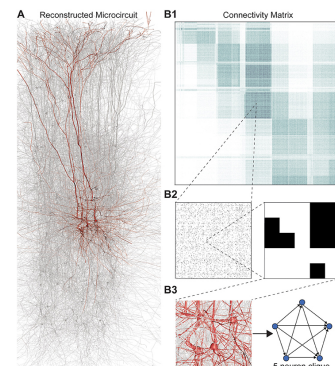 A Reconstructed Microcircuit
B1 Connectivity Matrix
B2
B3
5 neuron clique